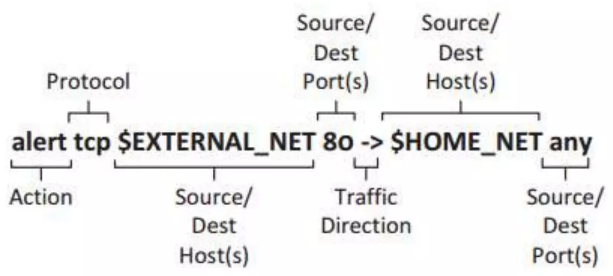 Source/
Dest
Port(s)
Source/
Dest
Host(s)
Protocol
alert tcp $EXTERNAL_NET 80 -> $HOME_NET any
Action
Source/
Dest
Host(s)
Traffic
Direction
Source/
Dest
Port(s)